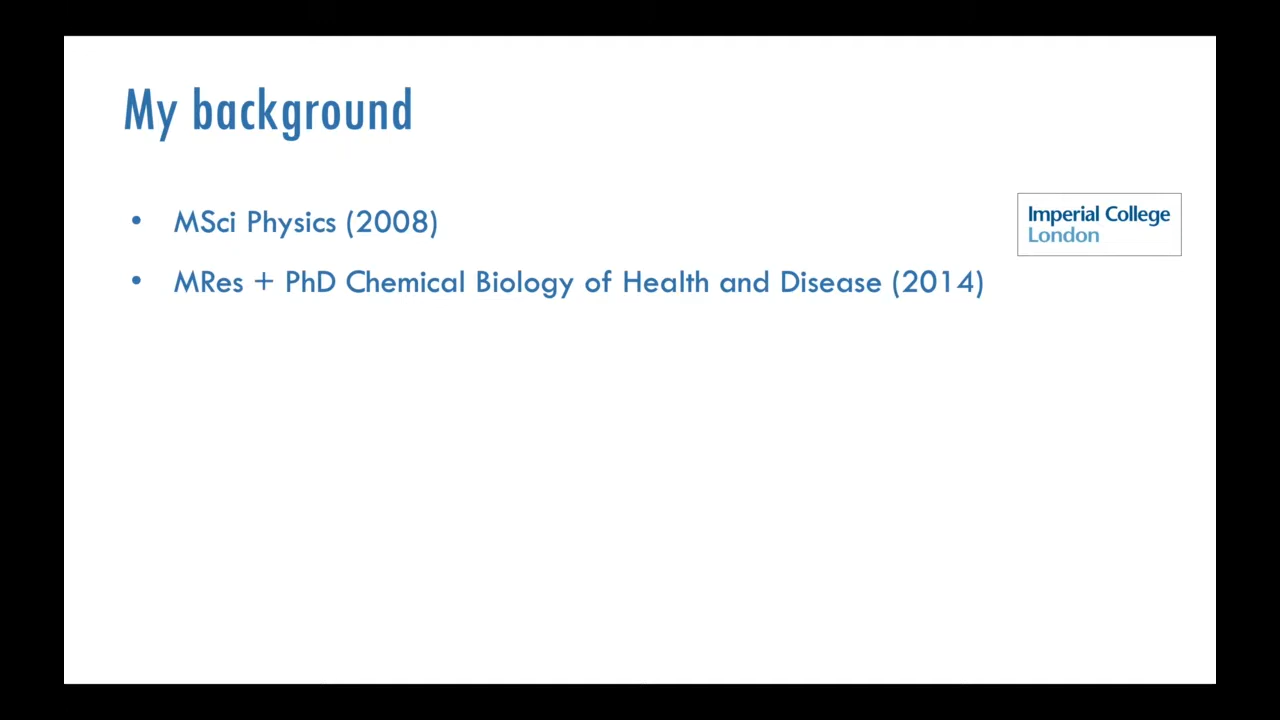 My background
• MSci Physics (2008)
Imperial College
London
• MRes + PhD Chemical Biology of Health and Disease (2014)